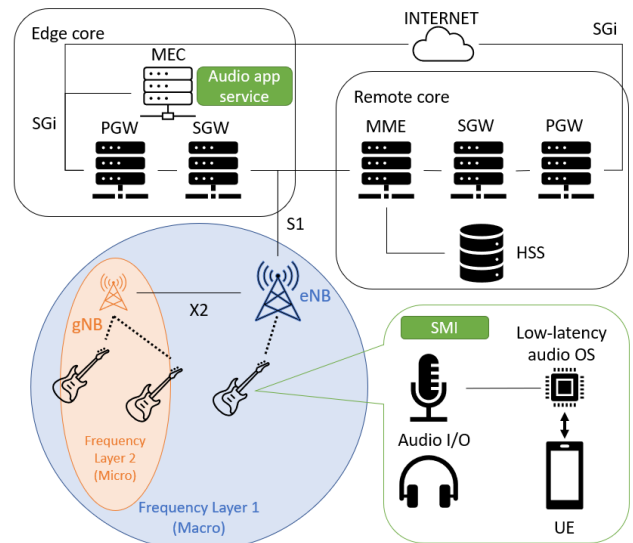 INTERNET
Edge core
MEC
Audio app
service
SGi
SGi
PGW
SGW
Remote core
MME
SGW
PGW
HSS
S1
gNB
X2
eNB
Frequency
Layer 2
(Micro)
Frequency Layer 1
(Macro)
SMI
Low-latency
audio OS
Audio I/O
UE